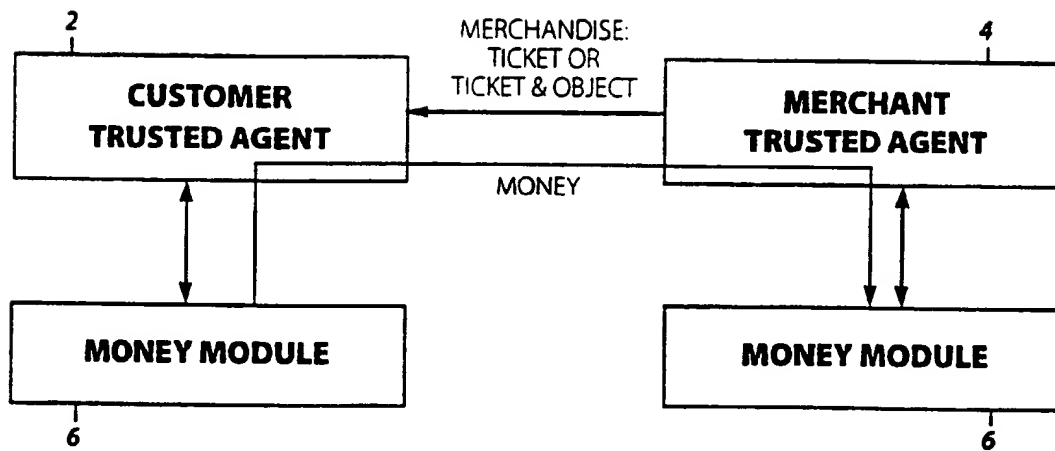 2
CUSTOMER
TRUSTED AGENT
MERCHANDISE:
TICKET OR
TICKET & OBJECT
4
MERCHANT
TRUSTED AGENT
MONEY
MONEY MODULE
6
MONEY MODULE
6